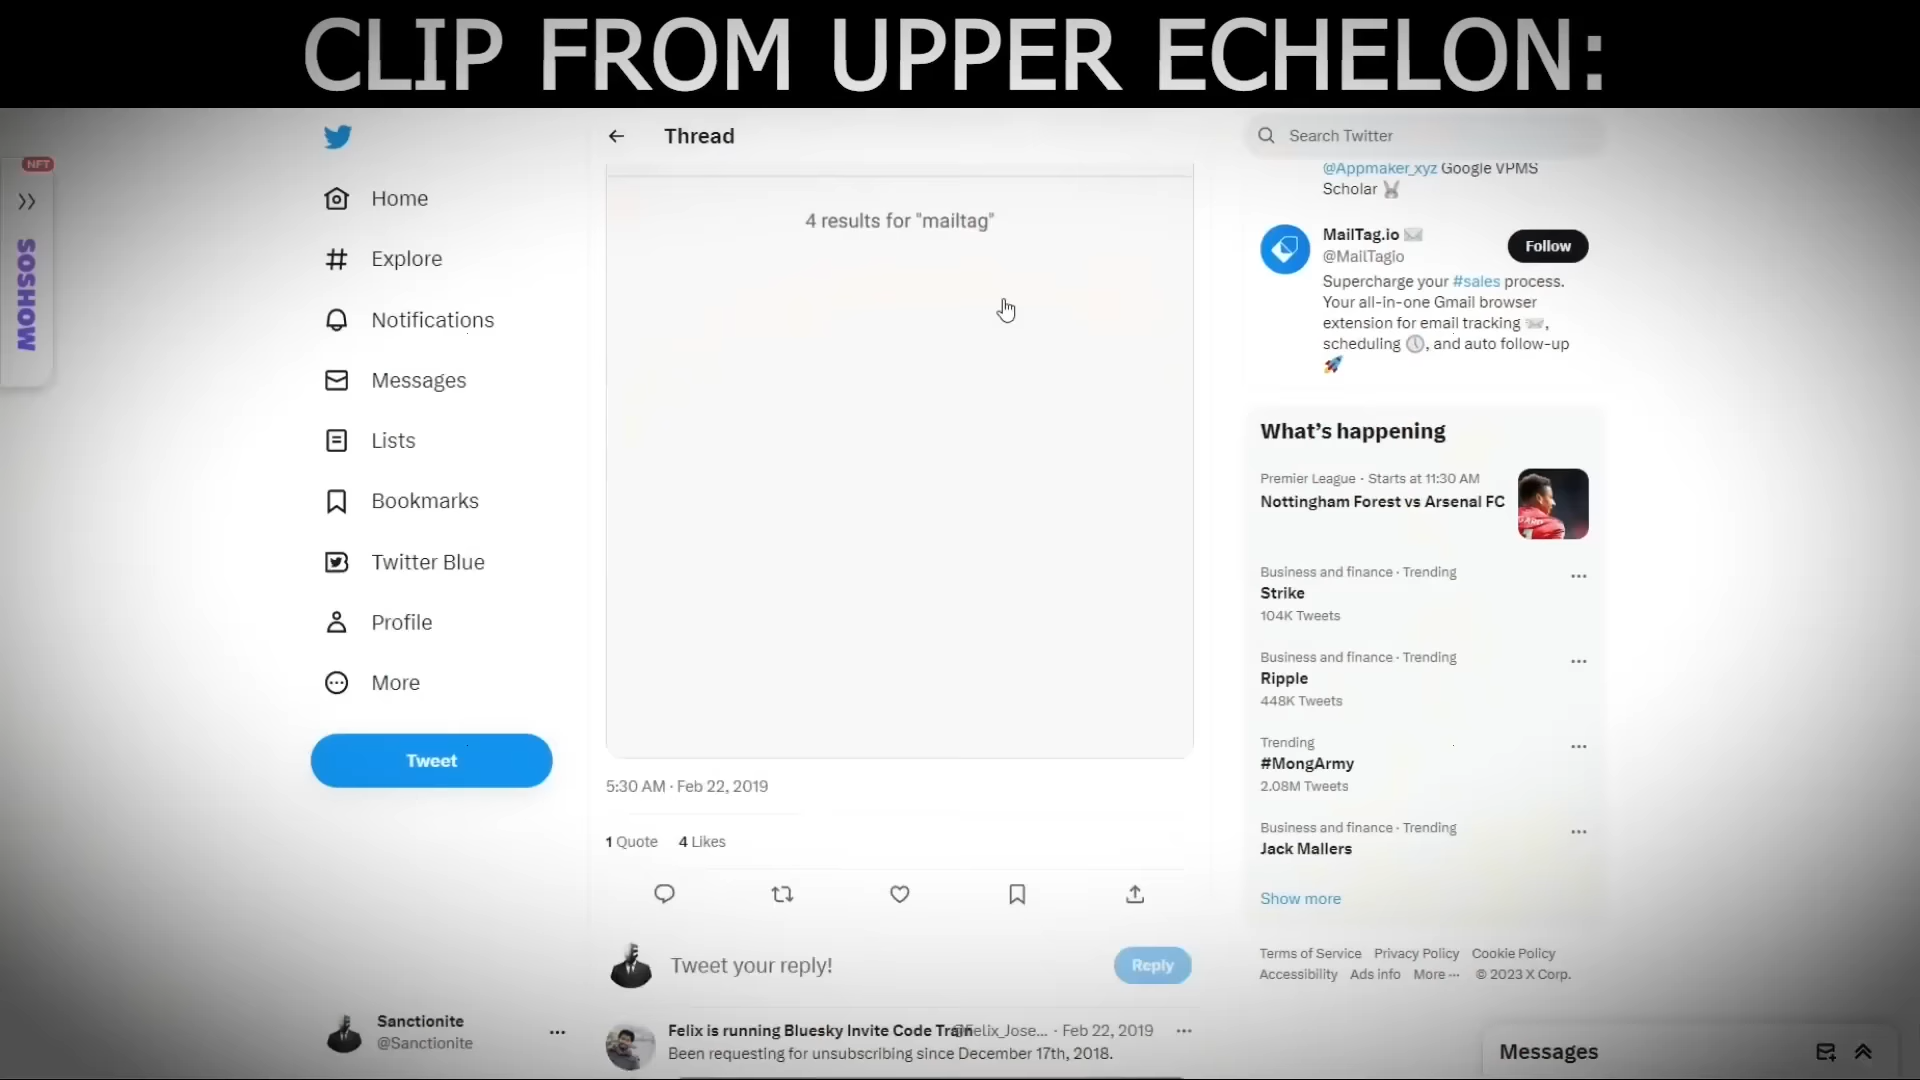 CLIP FROM UPPER ECHELON:
NFT
SOSHOW
Home
Explore
Notifications
Messages
Lists
Bookmarks
Twitter Blue
Profile
More
Tweet
Sanctionite
@Sanctionite
Thread
4 results for "mailtag"
5:30 AM · Feb 22, 2019
1 Quote 4 Likes
Tweet your reply!
Reply
Felix is running Bluesky Invite Code Train @Felix_Jose... · Feb 22, 2019
Been requesting for unsubscribing since December 17th, 2018.
Search Twitter
@Appmaker_xyz Google VPMS
Scholar
MailTag.io
@MailTagio
Follow
Supercharge your #sales process.
Your all-in-one Gmail browser
extension for email tracking ,
scheduling , and auto follow-up
What's happening
Premier League · Starts at 11:30 AM
Nottingham Forest vs Arsenal FC
Business and finance · Trending
Strike
104K Tweets
Business and finance · Trending
Ripple
448K Tweets
Trending
#MongArmy
2.08M Tweets
Business and finance · Trending
Jack Mallers
Show more
Terms of Service Privacy Policy Cookie Policy
Accessibility Ads info More ··· © 2023 X Corp.
Messages